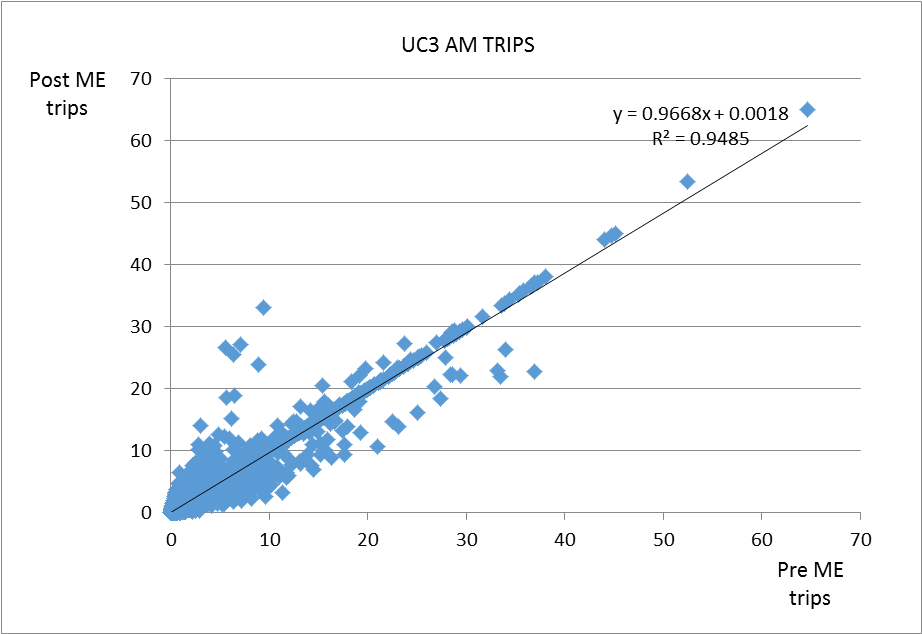 UC3 AM TRIPS
Post ME
trips
70
60
50
40
30
20
10
0
y = 0.9668x + 0.0018
R² = 0.9485
0 10 20 30 40 50 60 70
Pre ME
trips